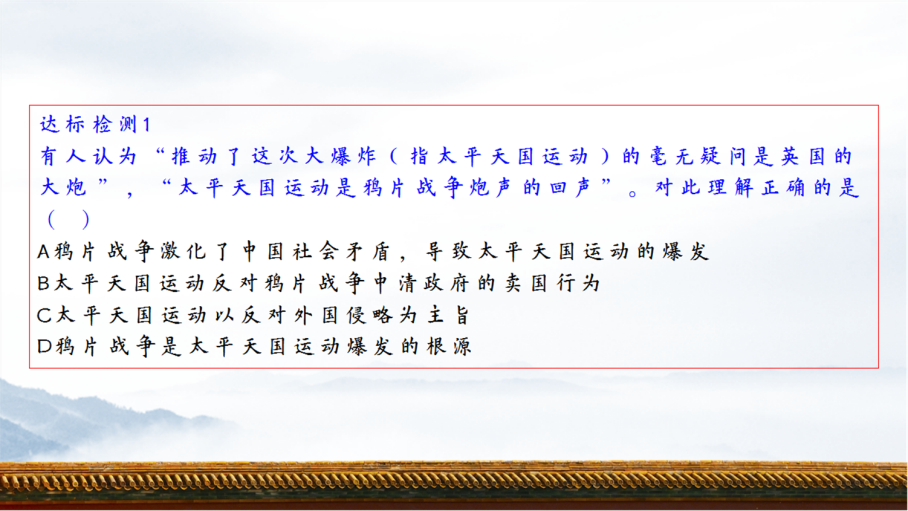 达标检测1
有人认为“推动了这次大爆炸（指太平天国运动）的毫无疑问是英国的
大炮”，“太平天国运动是鸦片战争炮声的回声”。对此理解正确的是
（ ）
A鸦片战争激化了中国社会矛盾，导致太平天国运动的爆发
B太平天国运动反对鸦片战争中清政府的卖国行为
C太平天国运动以反对外国侵略为主旨
D鸦片战争是太平天国运动爆发的根源